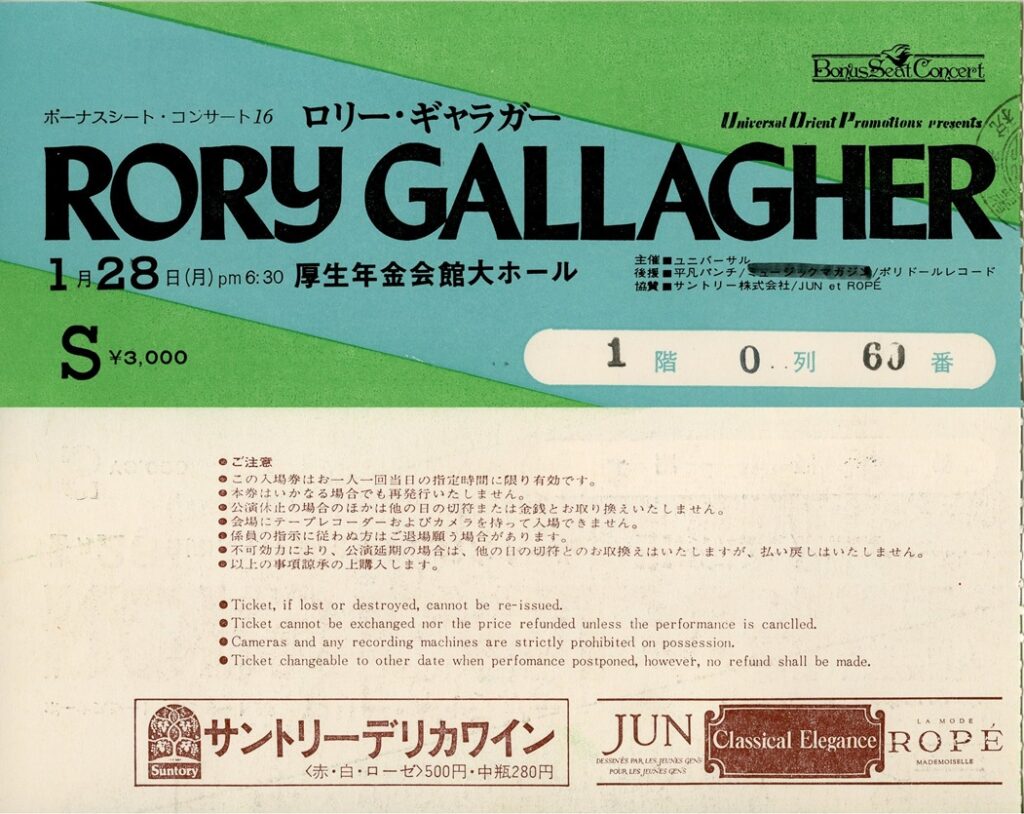 Bonus Seat Concert
ボーナスシート・コンサート16 ロリー・ギャラガー
Universal Orient Promotions presents
RORY GALLAGHER
1月28日(月)pm6:30 厚生年金会館大ホール
主催■ユニバーサル
後援■平凡パンチ/ミュージックマガジン/ポリドールレコード
協賛■サントリー株式会社/JUN et ROPÉ
S ¥3,000
1 階 0 列 60 番
●ご注意
●この入場券はお一人一回当日の指定時間に限り有効です。
●本券はいかなる場合でも再発行いたしません。
●公演休止の場合のほかは他の日の切符または金銭とお取り換えいたしません。
●会場にテープレコーダーおよびカメラを持って入場できません。
●係員の指示に従わぬ方はご退場願う場合があります。
●不可効力により、公演延期の場合は、他の日の切符とのお取換えはいたしますが、払い戻しはいたしません。
●以上の事項諒承の上購入します。
●Ticket, if lost or destroyed, cannot be re-issued.
●Ticket cannot be exchanged nor the price refunded unless the performance is canclled.
●Cameras and any recording machines are strictly prohibited on possession.
●Ticket changeable to other date when perfomance postponed, however, no refund shall be made.
Suntory
サントリーデリカワイン
〈赤・白・ローゼ〉500円・中瓶280円
JUN
DESSINÉS PAR LES JEUNES GENS
POUR LES JEUNES GENS
Classical Elegance
LA MODE
ROPÉ
MADEMOISELLE